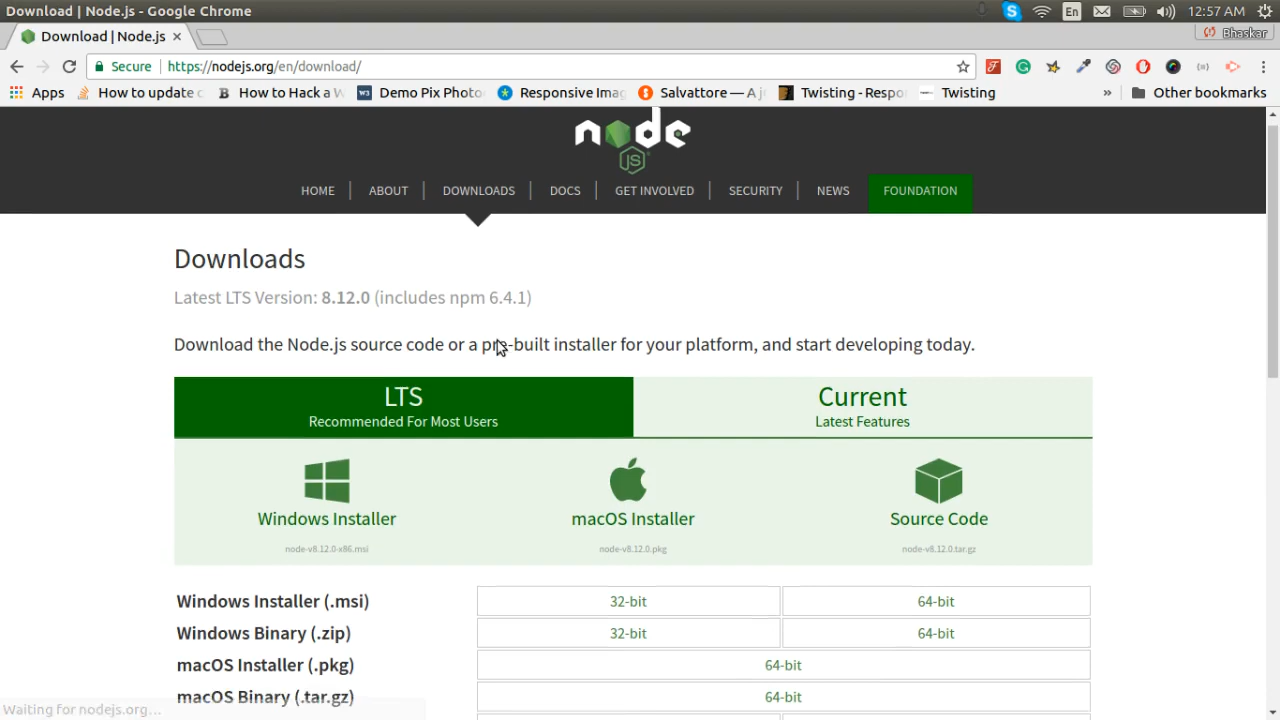 Download | Node.js - Google Chrome
En
12:57 AM
Download | Node.js
Bhaskar
Secure
https://nodejs.org/en/download/
Apps
How to update c
B
How to Hack a W
W3
Demo Pix Photo
Responsive Imag
Salvattore — A j
Twisting - Respo
Twisting
»
Other bookmarks
node
JS
HOME
ABOUT
DOWNLOADS
DOCS
GET INVOLVED
SECURITY
NEWS
FOUNDATION
Downloads
Latest LTS Version: 8.12.0 (includes npm 6.4.1)
Download the Node.js source code or a pre-built installer for your platform, and start developing today.
LTS
Recommended For Most Users
Current
Latest Features
Windows Installer
node-v8.12.0-x86.msi
macOS Installer
node-v8.12.0.pkg
Source Code
node-v8.12.0.tar.gz
Windows Installer (.msi)
32-bit
64-bit
Windows Binary (.zip)
32-bit
64-bit
macOS Installer (.pkg)
64-bit
macOS Binary (.tar.gz)
64-bit
Waiting for nodejs.org...